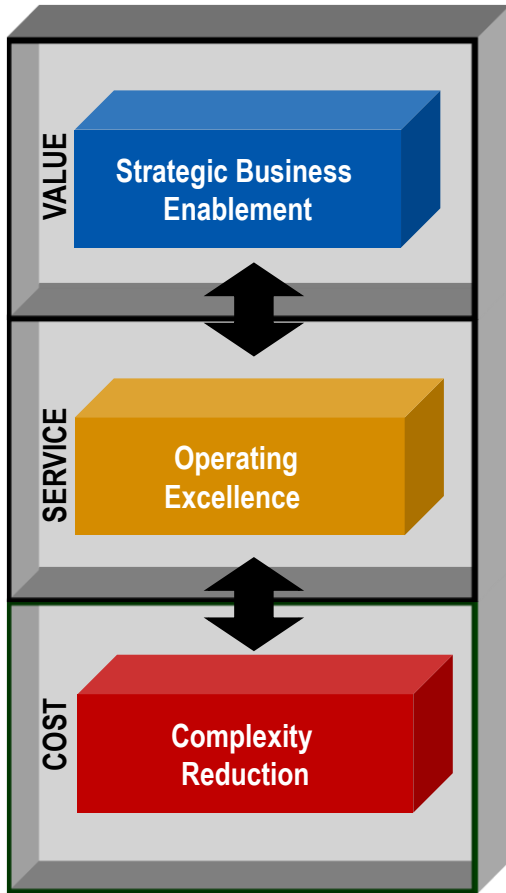 VALUE
Strategic Business
Enablement
SERVICE
Operating
Excellence
COST
Complexity
Reduction